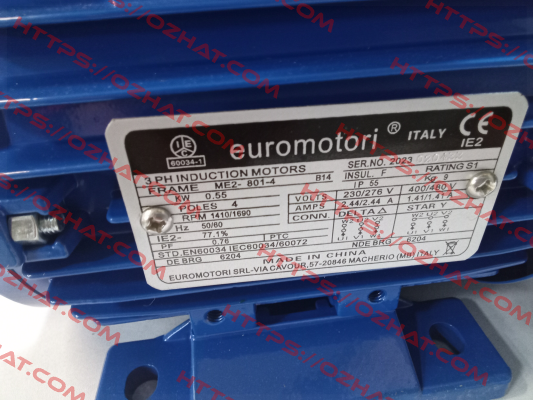 IE
60034-1
euromotori ® ITALY CE
IE2
3 PH INDUCTION MOTORS SER.NO. 2023
FRAME ME2- 801-4 B14 INSUL. F RATING S1
KW 0.55 IP 55 Kg 9
POLES 4 VOLTS 230/276 V 400/480 V
RPM 1410/1690 AMPS 2.44/2.44 A 1.41/1.41 A
Hz 50/60 CONN. DELTA Δ STAR Y
IE2- 77.1%
PF 0.76 PTC
STD.EN60034 IEC60034/60072
DE BRG 6204 NDE BRG 6204
MADE IN CHINA
EUROMOTORI SRL-VIA CAVOUR,57-20846 MACHERIO (MB) ITALY
HTTPS://OZHAT.COM